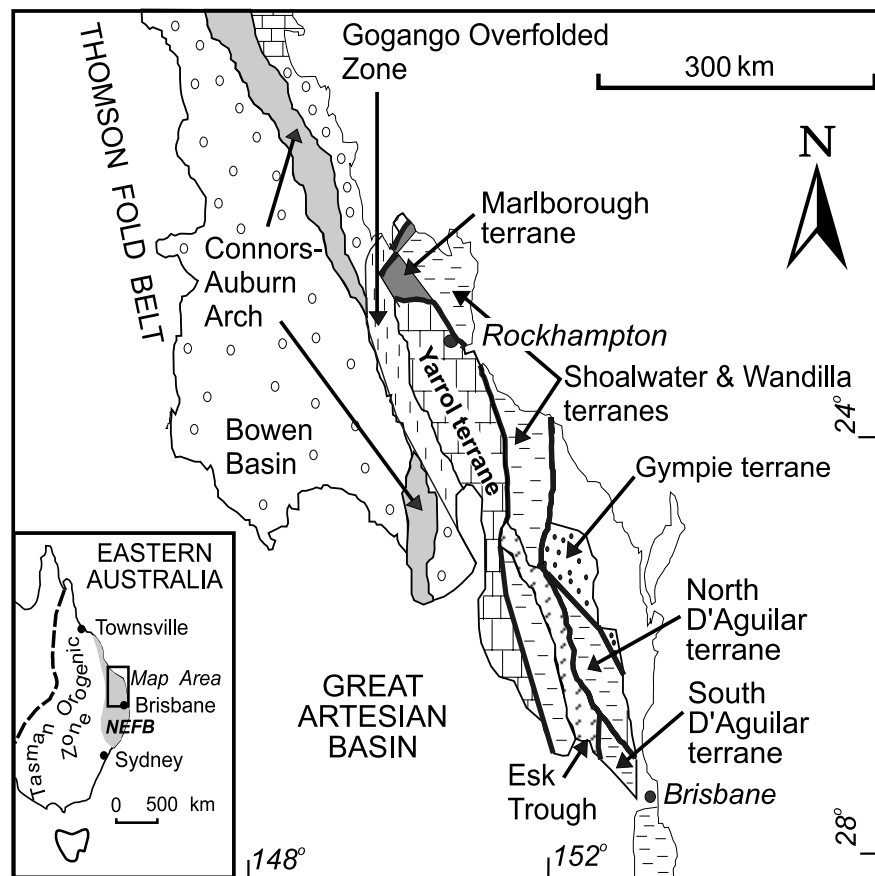 Gogango Overfolded
Zone
300 km
THOMSON FOLD BELT
N
Marlborough
terrane
Connors-
Auburn
Arch
Rockhampton
Yarrol terrane
Shoalwater & Wandilla
terranes
24°
Bowen
Basin
Gympie terrane
EASTERN
AUSTRALIA
Townsville
North
D'Aguilar
terrane
Map Area
Brisbane
NEFB
Tasman Orogenic
Zone
Sydney
0 500 km
GREAT
ARTESIAN
BASIN
South
D'Aguilar
terrane
Esk
Trough
Brisbane
148°
152°
28°